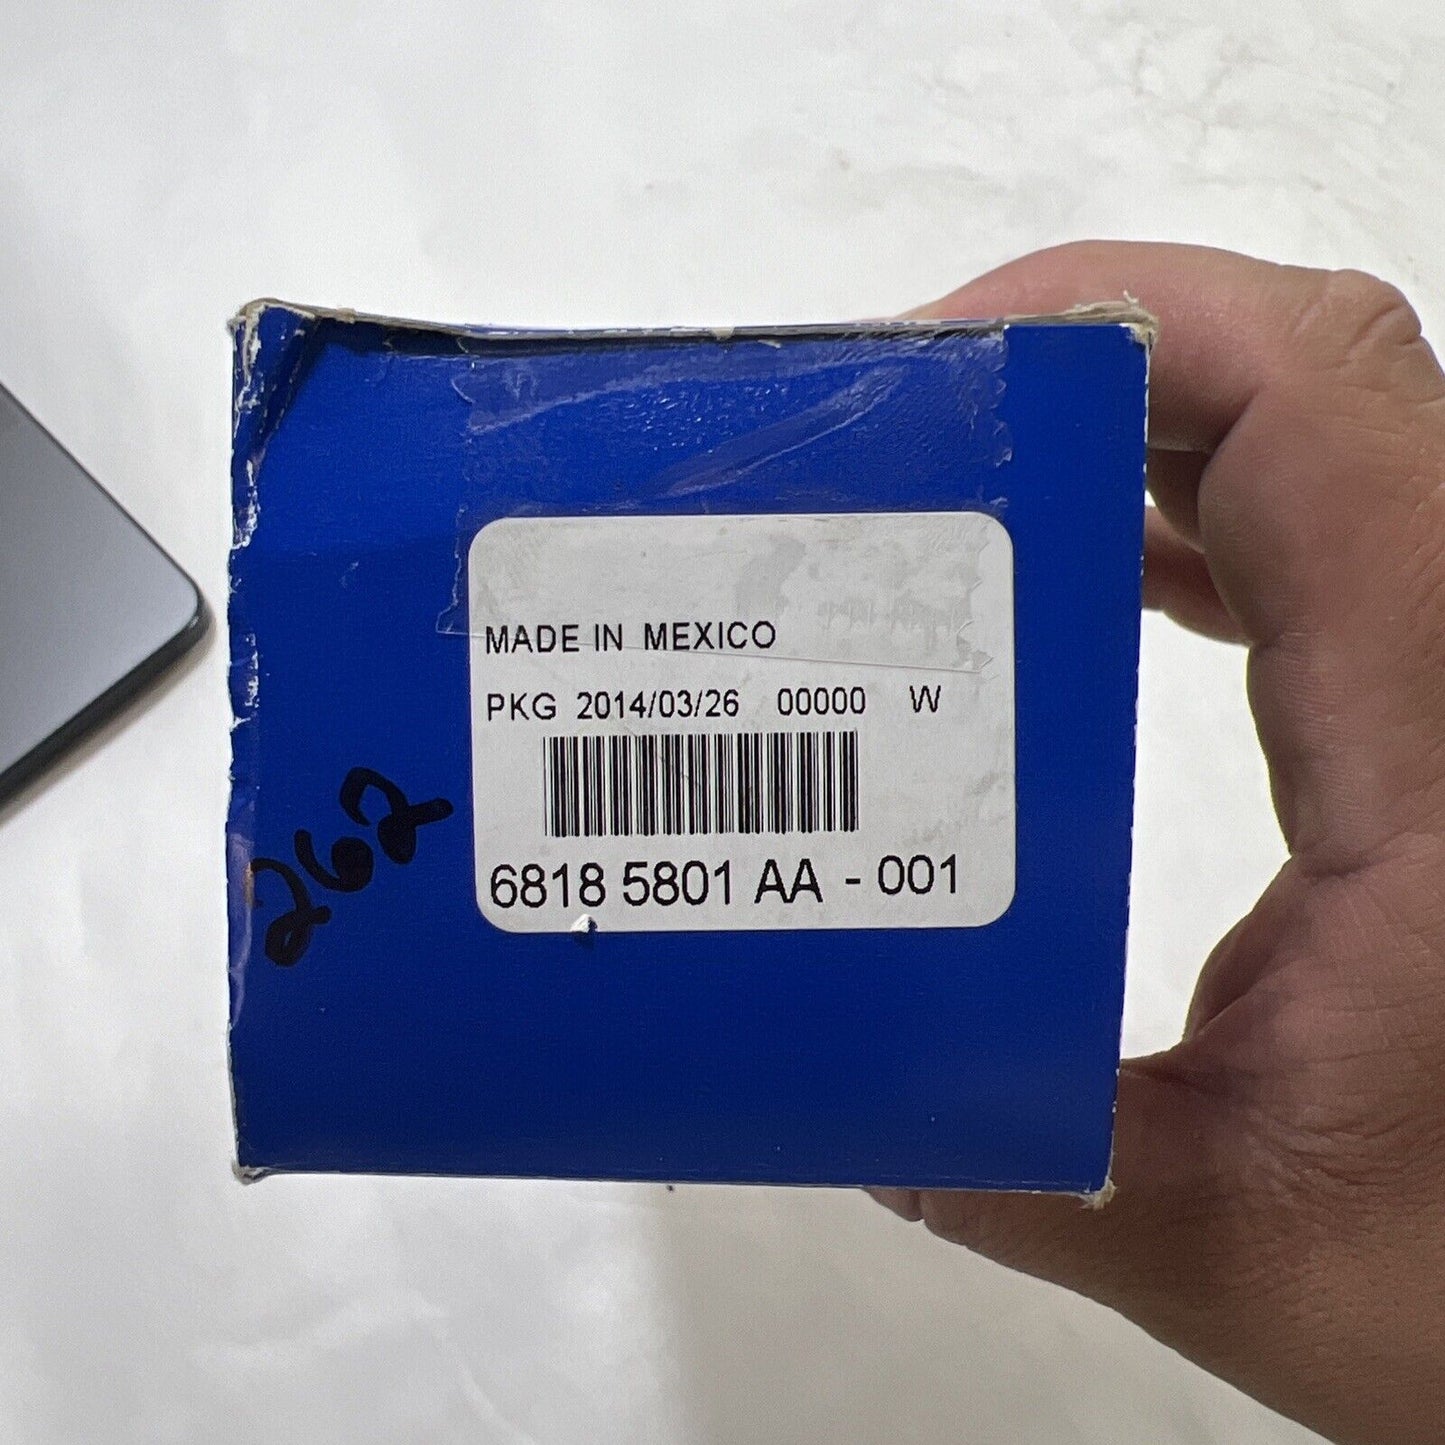 MADE IN MEXICO
PKG 2014/03/26 00000 W
6818 5801 AA - 001
262